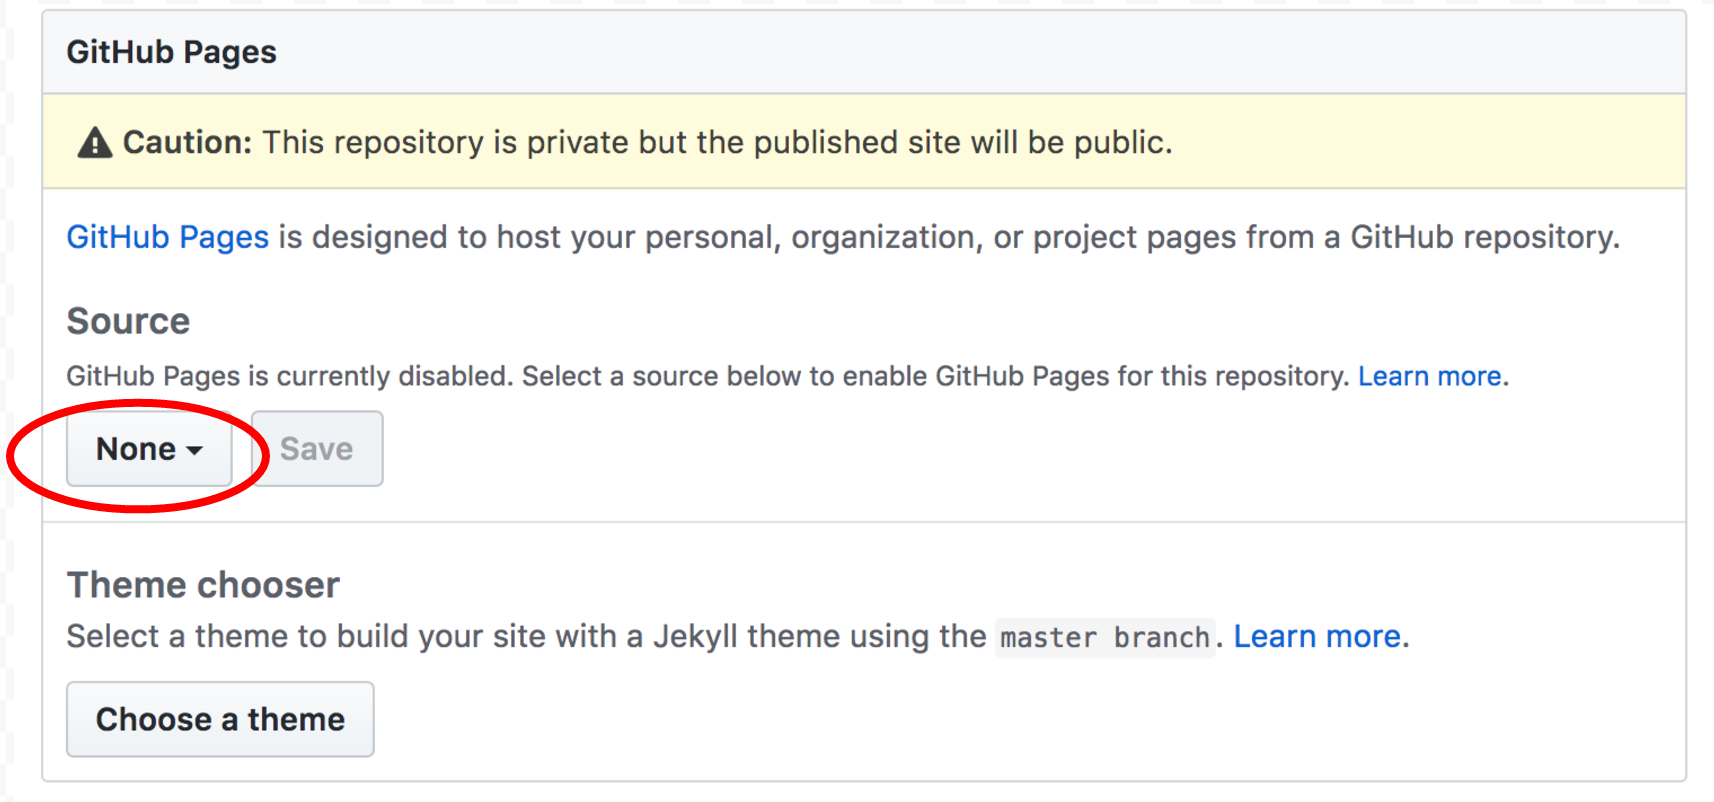 GitHub Pages
Caution: This repository is private but the published site will be public.
GitHub Pages is designed to host your personal, organization, or project pages from a GitHub repository.
Source
GitHub Pages is currently disabled. Select a source below to enable GitHub Pages for this repository. Learn more.
None Save
Theme chooser
Select a theme to build your site with a Jekyll theme using the master branch. Learn more.
Choose a theme